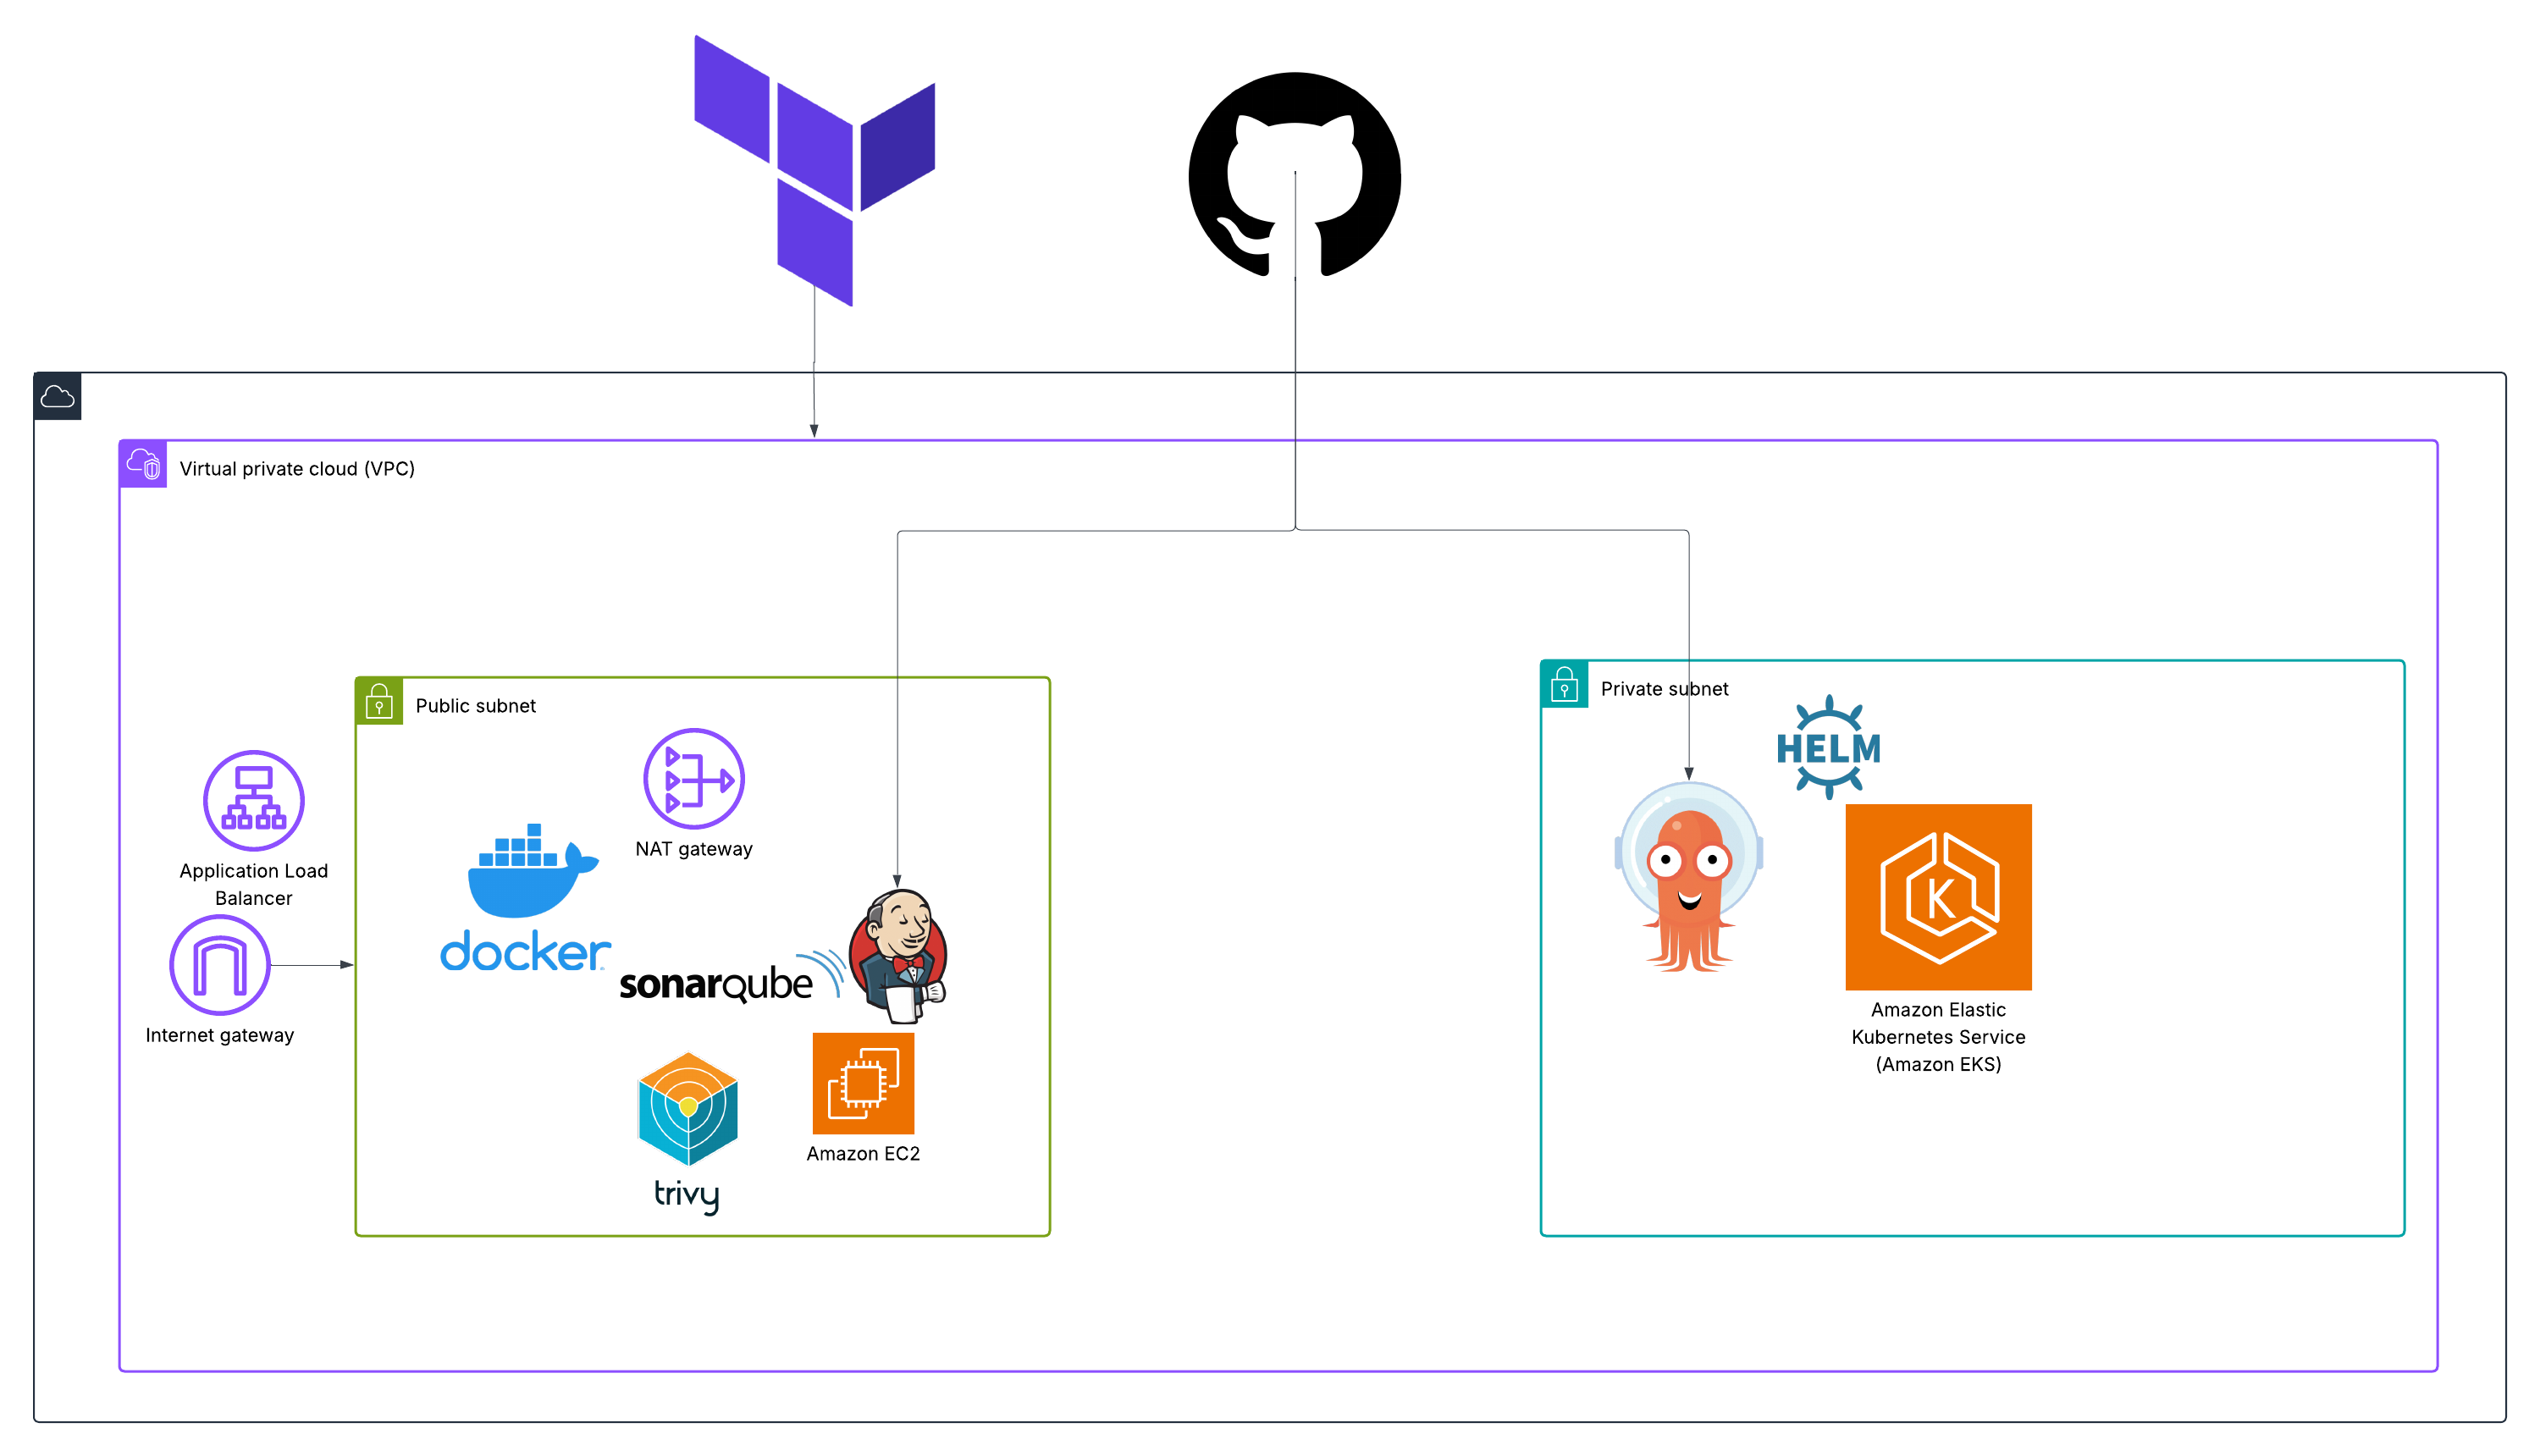 Virtual private cloud (VPC)
Public subnet
Private subnet
HELM
NAT gateway
Application Load
Balancer
docker
sonarqube
K
Internet gateway
Amazon Elastic
Kubernetes Service
(Amazon EKS)
Amazon EC2
trivy